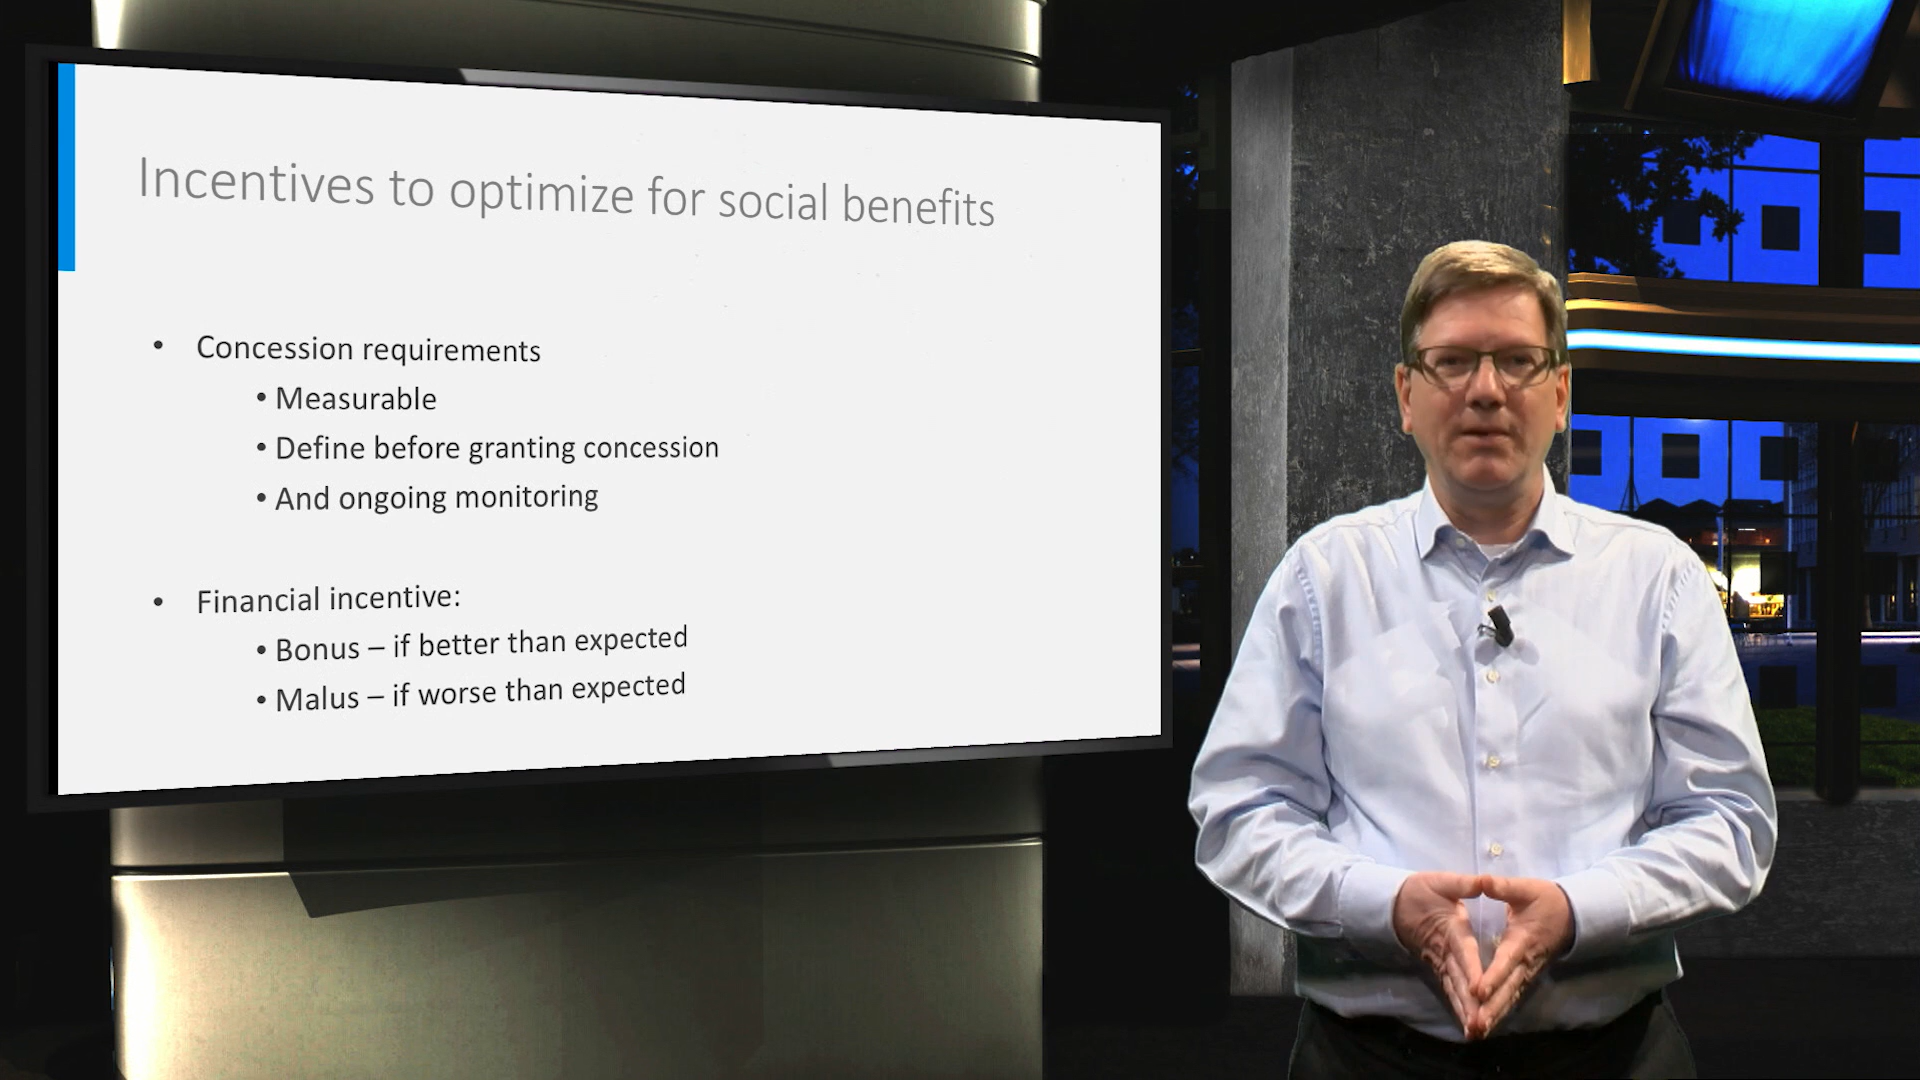 Incentives to optimize for social benefits
• Concession requirements
• Measurable
• Define before granting concession
• And ongoing monitoring
• Financial incentive:
• Bonus – if better than expected
• Malus – if worse than expected